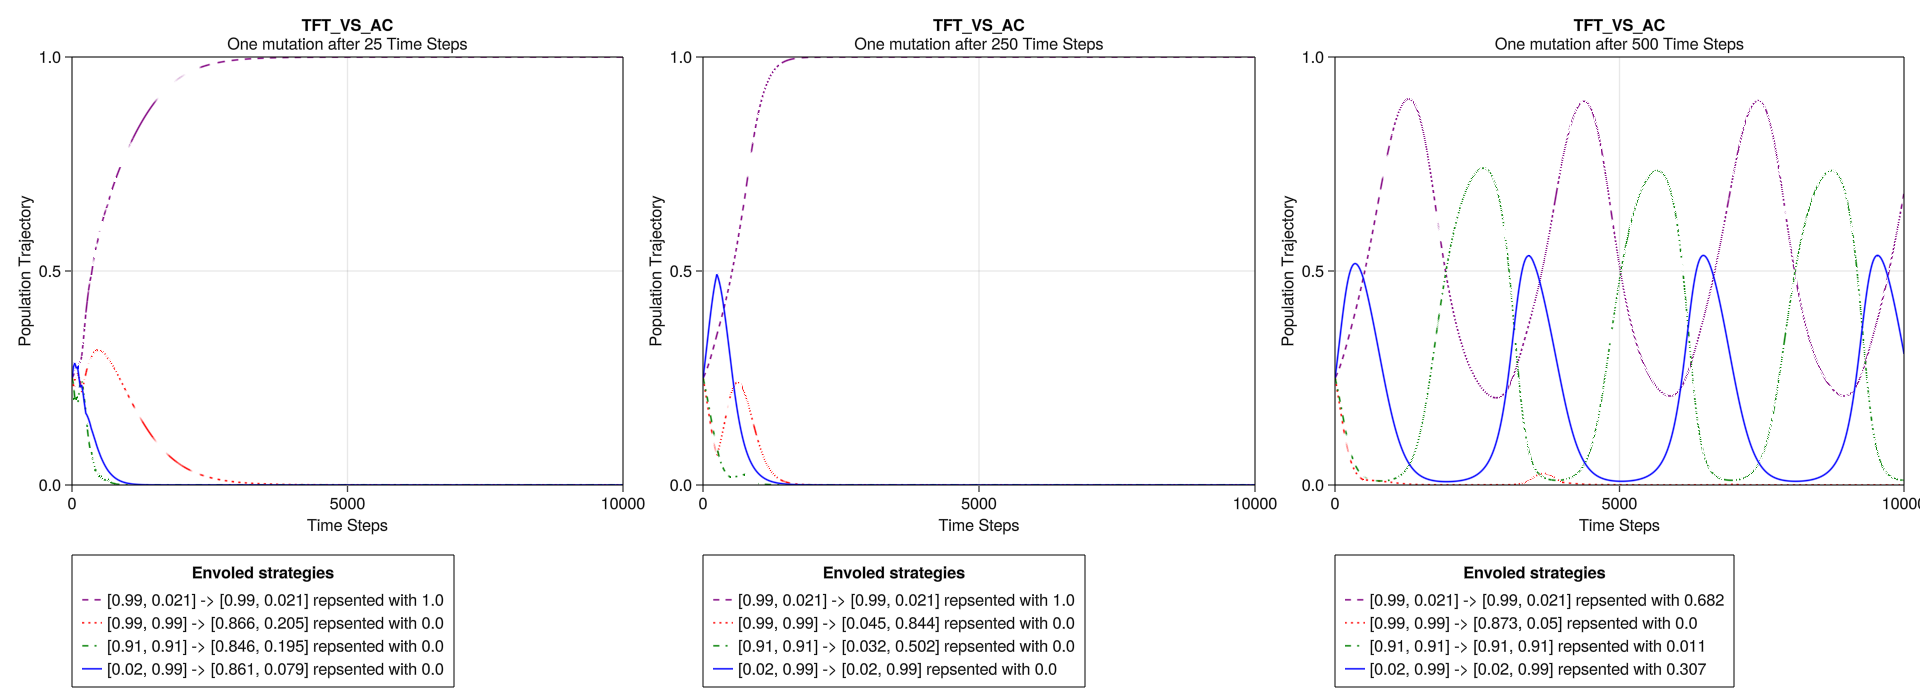 TFT_VS_AC
One mutation after 25 Time Steps
1.0
0.5
0.0
Population Trajectory
0
5000
10000
Time Steps
Envoled strategies
[0.99, 0.021] -> [0.99, 0.021] repsented with 1.0
[0.99, 0.99] -> [0.866, 0.205] repsented with 0.0
[0.91, 0.91] -> [0.846, 0.195] repsented with 0.0
[0.02, 0.99] -> [0.861, 0.079] repsented with 0.0
TFT_VS_AC
One mutation after 250 Time Steps
1.0
0.5
0.0
Population Trajectory
0
5000
10000
Time Steps
Envoled strategies
[0.99, 0.021] -> [0.99, 0.021] repsented with 1.0
[0.99, 0.99] -> [0.045, 0.844] repsented with 0.0
[0.91, 0.91] -> [0.032, 0.502] repsented with 0.0
[0.02, 0.99] -> [0.02, 0.99] repsented with 0.0
TFT_VS_AC
One mutation after 500 Time Steps
1.0
0.5
0.0
Population Trajectory
0
5000
10000
Time Steps
Envoled strategies
[0.99, 0.021] -> [0.99, 0.021] repsented with 0.682
[0.99, 0.99] -> [0.873, 0.05] repsented with 0.0
[0.91, 0.91] -> [0.91, 0.91] repsented with 0.011
[0.02, 0.99] -> [0.02, 0.99] repsented with 0.307